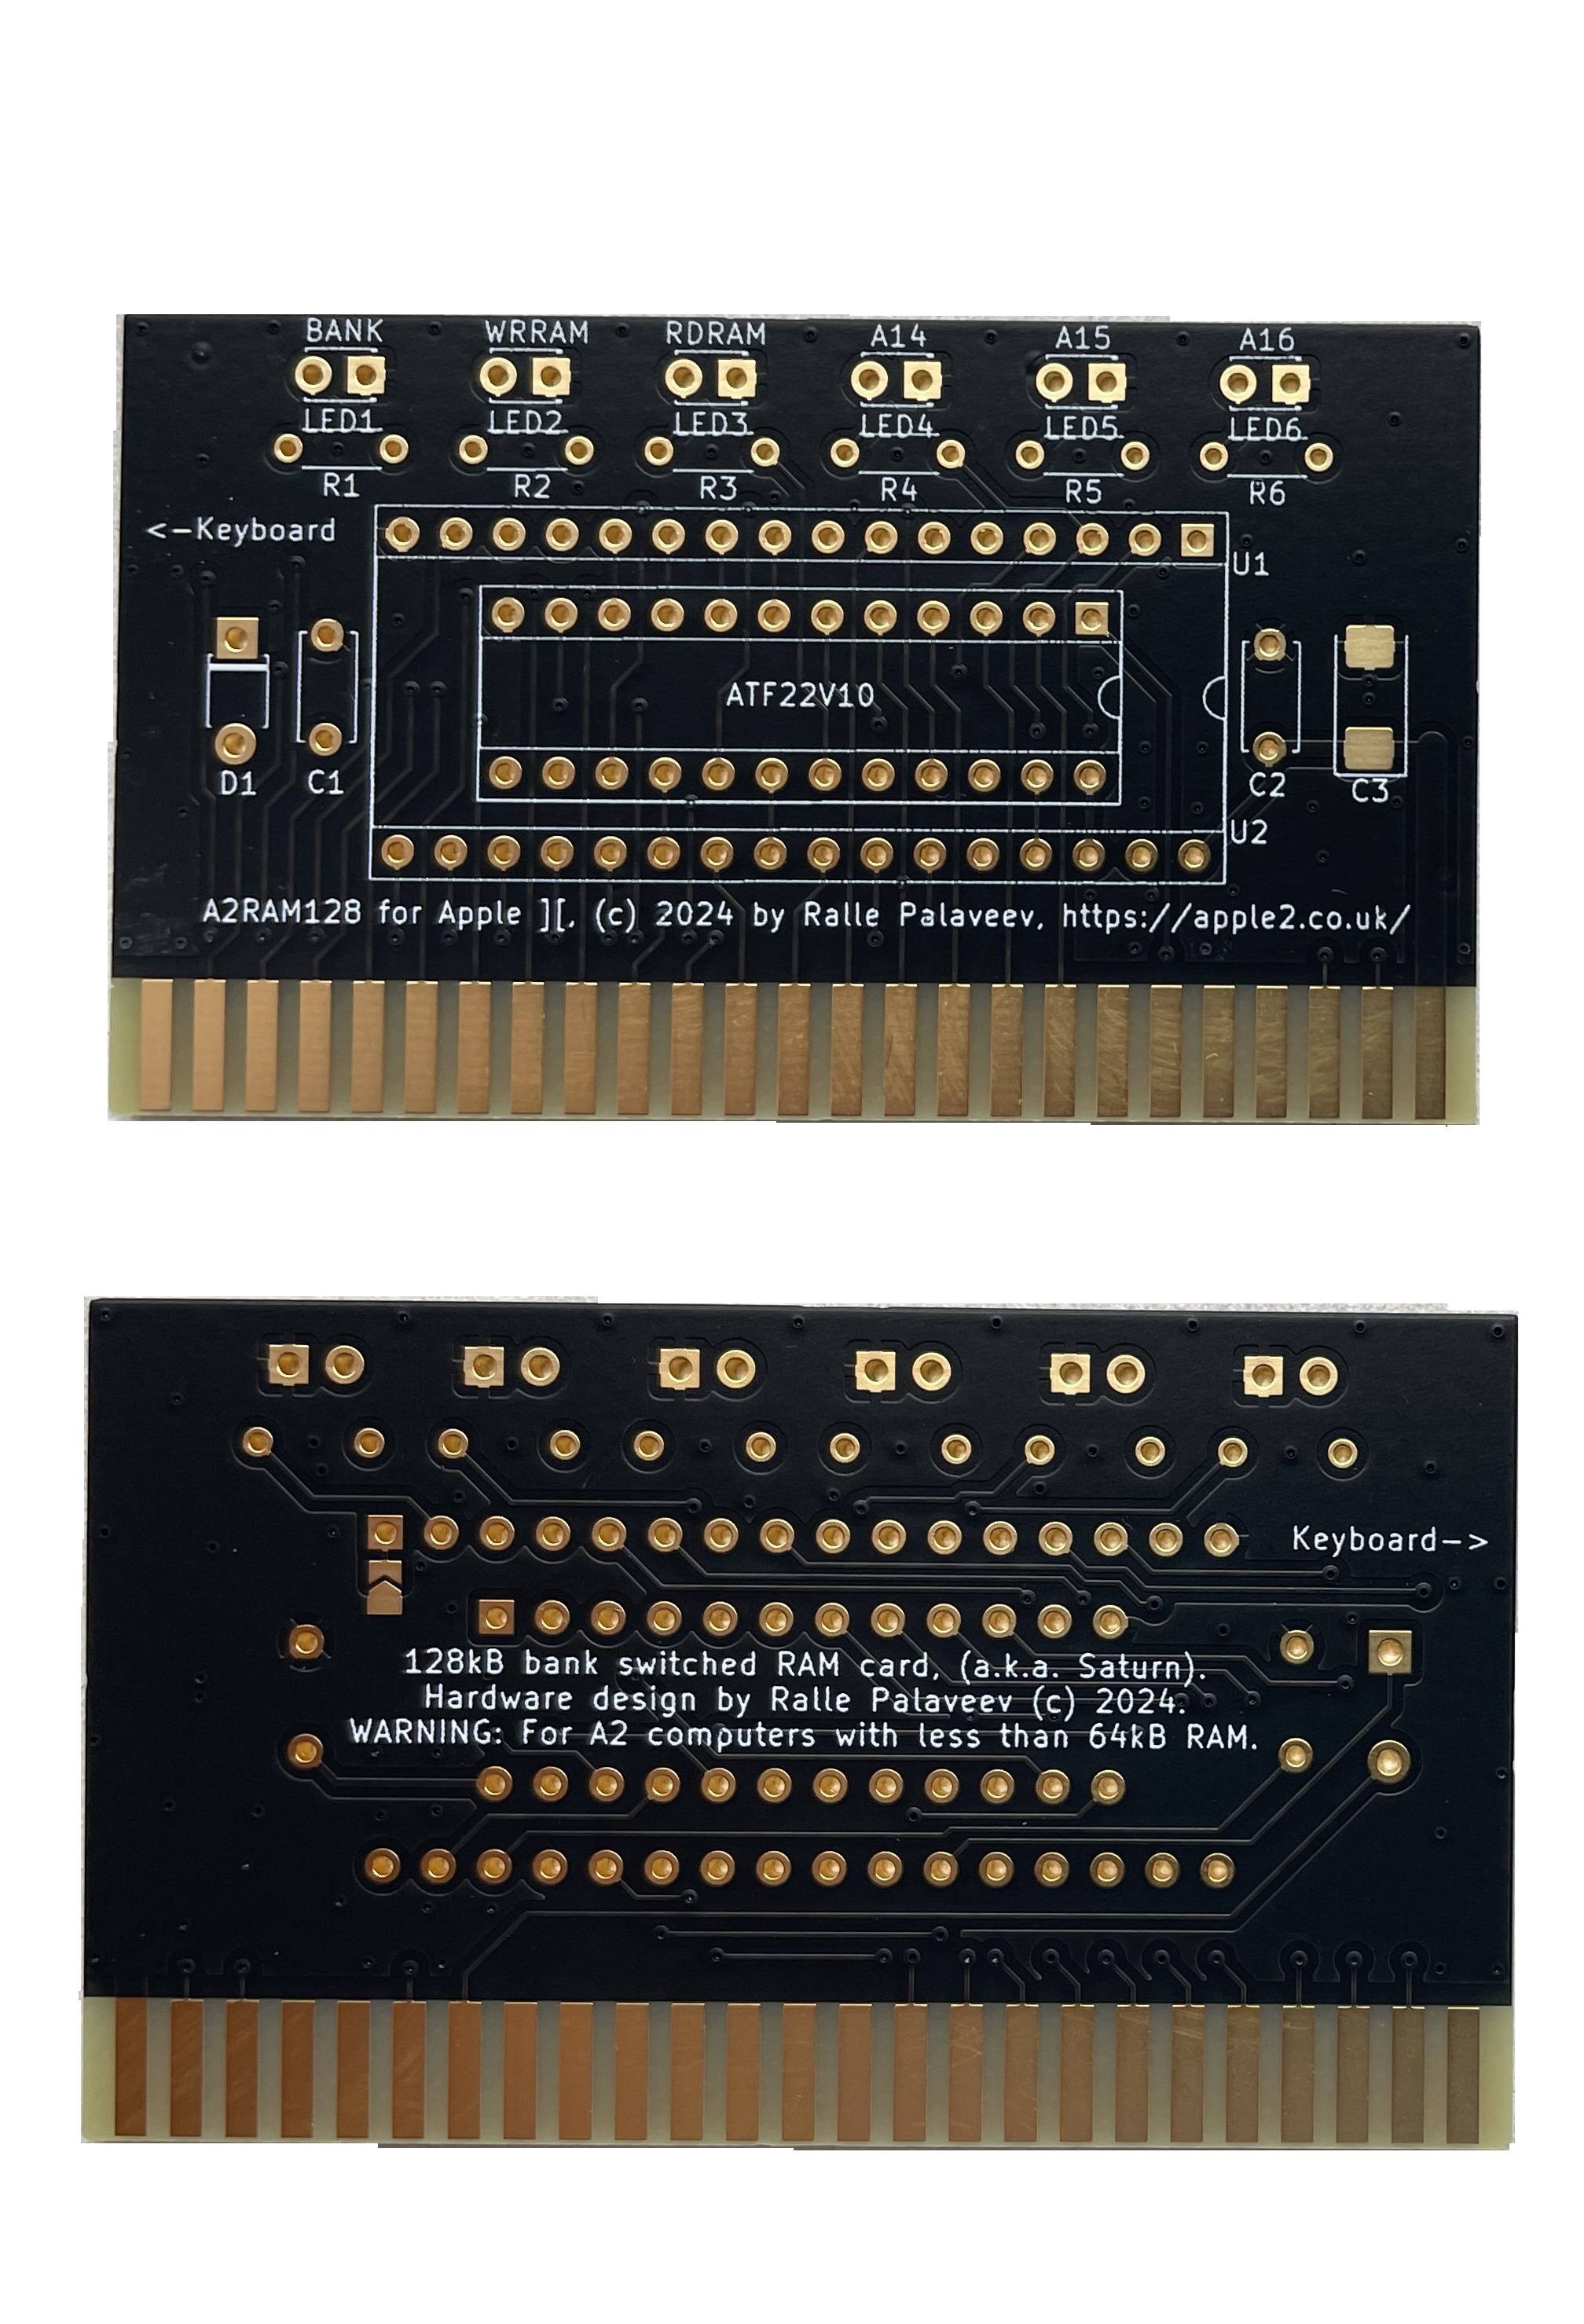 BANK WRRAM RDRAM A14 A15 A16
LED1 LED2 LED3 LED4 LED5 LED6
R1 R2 R3 R4 R5 R6
<-Keyboard
U1
ATF22V10
D1 C1 C2 C3
U2
A2RAM128 for Apple ][, (c) 2024 by Ralle Palaveev, https://apple2.co.uk/
Keyboard->
128kB bank switched RAM card, (a.k.a. Saturn).
Hardware design by Ralle Palaveev (c) 2024.
WARNING: For A2 computers with less than 64kB RAM.